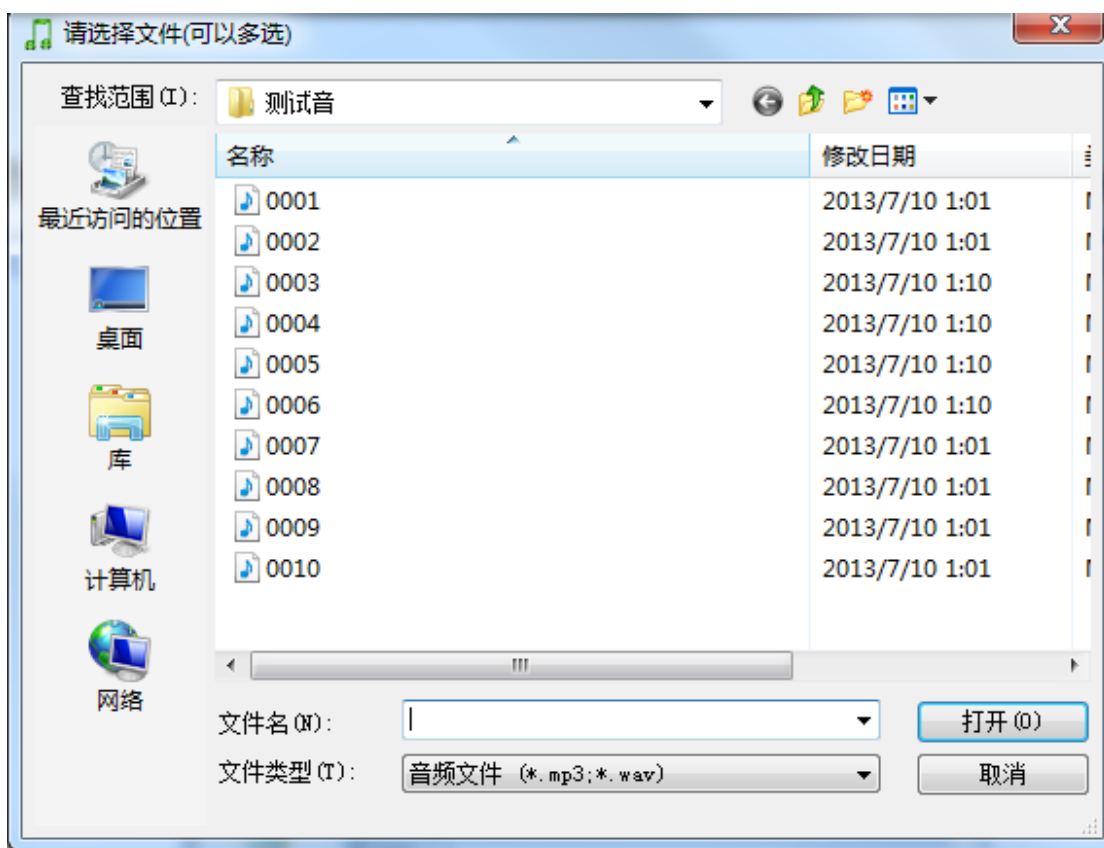 请选择文件(可以多选)
查找范围(I):
测试音
名称
修改日期
0001 2013/7/10 1:01
0002 2013/7/10 1:01
0003 2013/7/10 1:10
0004 2013/7/10 1:10
0005 2013/7/10 1:10
0006 2013/7/10 1:10
0007 2013/7/10 1:01
0008 2013/7/10 1:01
0009 2013/7/10 1:01
0010 2013/7/10 1:01
最近访问的位置
桌面
库
计算机
网络
文件名(N):
打开(O)
文件类型(T):
音频文件 (*.mp3;*.wav)
取消